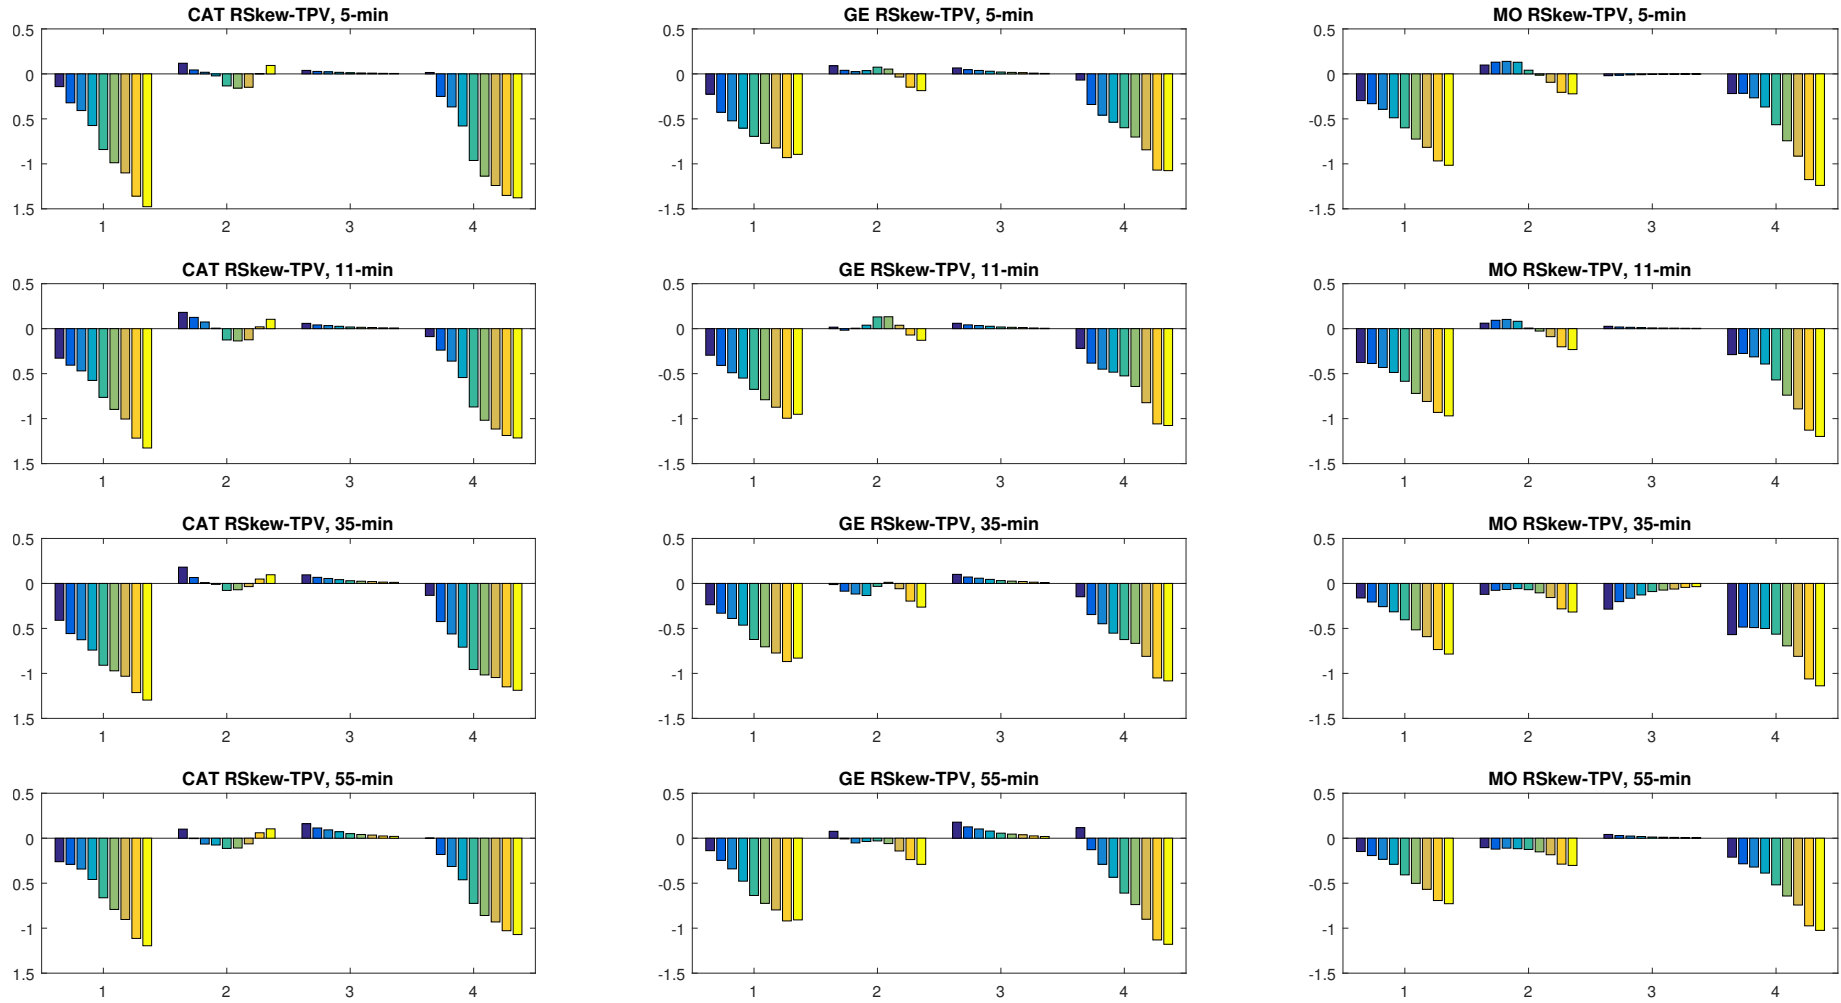 CAT RSkew-TPV, 5-min
0.5
0
0.5
-1
1.5
1 2 3 4
GE RSkew-TPV, 5-min
0.5
0
-0.5
-1
-1.5
1 2 3 4
MO RSkew-TPV, 5-min
0.5
0
-0.5
-1
-1.5
1 2 3 4
CAT RSkew-TPV, 11-min
0.5
0
0.5
-1
1.5
1 2 3 4
GE RSkew-TPV, 11-min
0.5
0
-0.5
-1
-1.5
1 2 3 4
MO RSkew-TPV, 11-min
0.5
0
-0.5
-1
-1.5
1 2 3 4
CAT RSkew-TPV, 35-min
0.5
0
0.5
-1
1.5
1 2 3 4
GE RSkew-TPV, 35-min
0.5
0
-0.5
-1
-1.5
1 2 3 4
MO RSkew-TPV, 35-min
0.5
0
-0.5
-1
-1.5
1 2 3 4
CAT RSkew-TPV, 55-min
0.5
0
0.5
-1
1.5
1 2 3 4
GE RSkew-TPV, 55-min
0.5
0
-0.5
-1
-1.5
1 2 3 4
MO RSkew-TPV, 55-min
0.5
0
-0.5
-1
-1.5
1 2 3 4